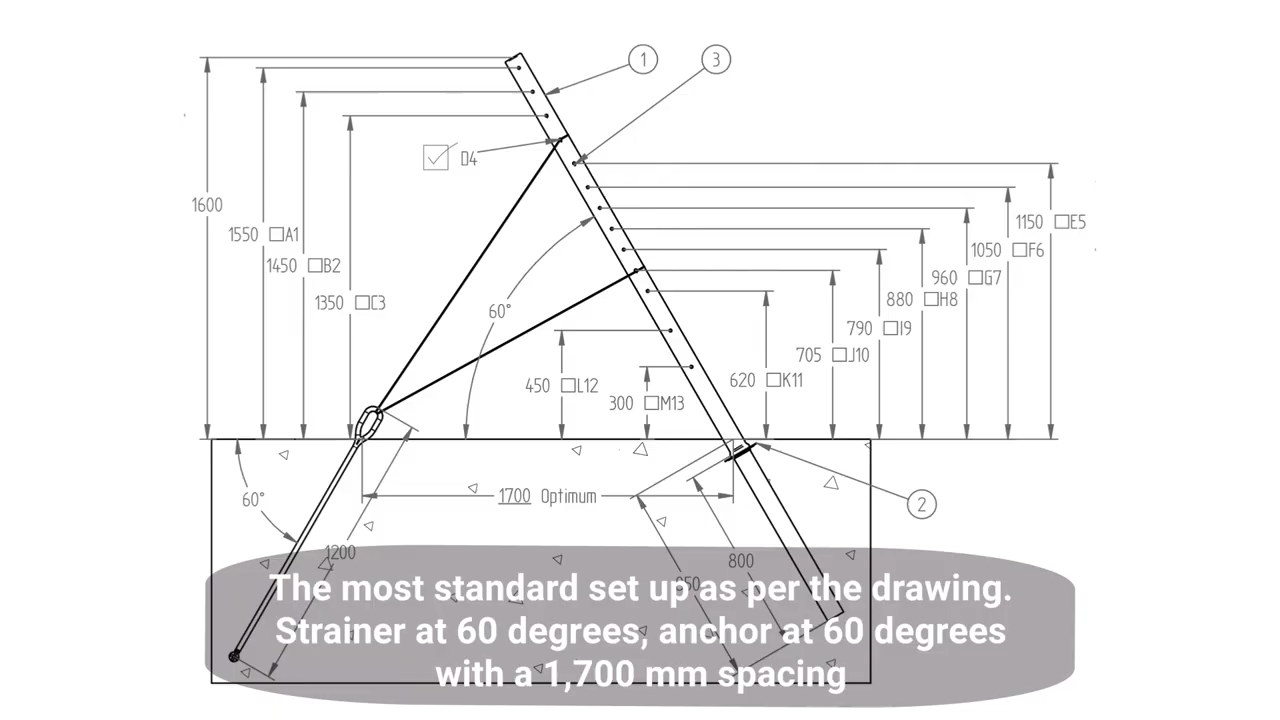 1
3
D4
1600
1550 □A1
1450 □B2
1350 □C3
1150 □E5
1050 □F6
960 □G7
880 □H8
790 □I9
705 □J10
620 □K11
450 □L12
300 □M13
60°
60°
1700 Optimum
2
1200
800
The most standard set up as per the drawing.
Strainer at 60 degrees, anchor at 60 degrees
with a 1,700 mm spacing